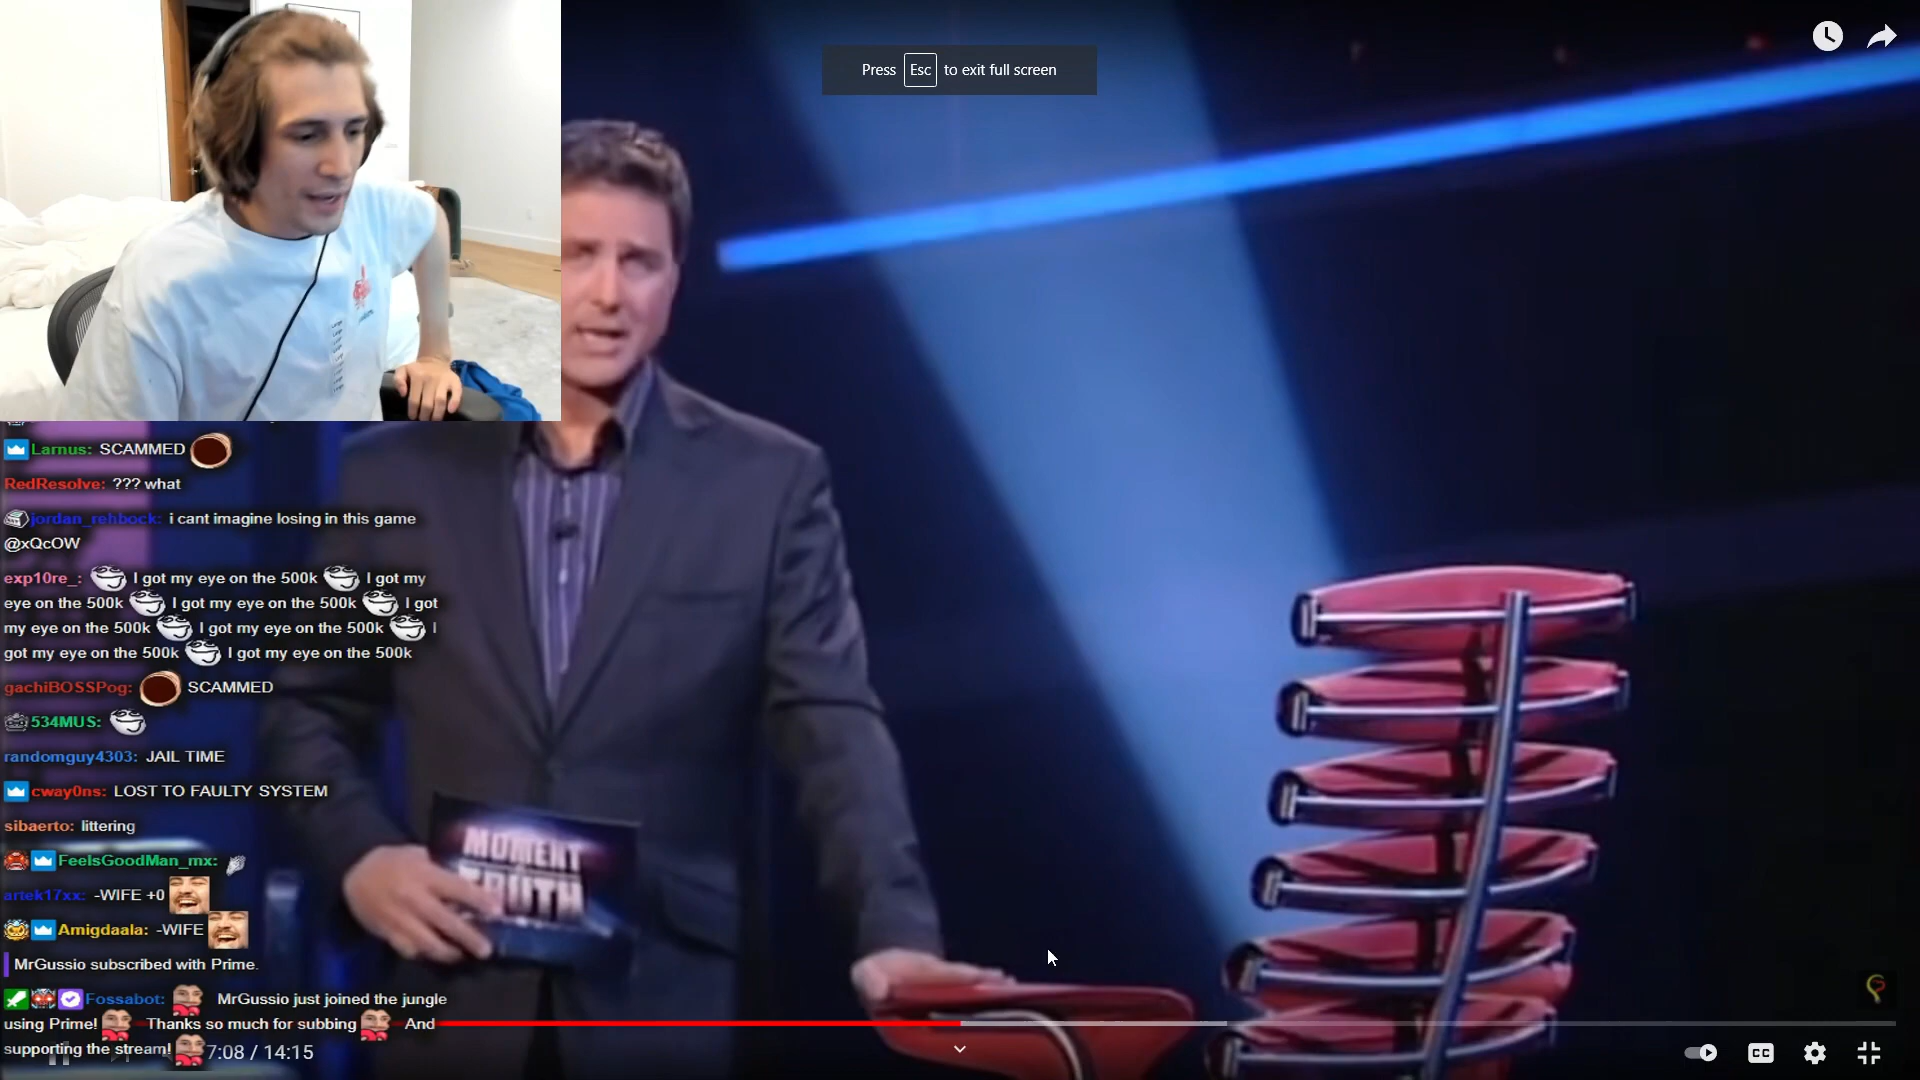 Press Esc to exit full screen
Larnus: SCAMMED
RedResolve: ??? what
jordan_rehbock: i cant imagine losing in this game
@xQcOW
exp10re_: I got my eye on the 500k I got my
eye on the 500k I got my eye on the 500k I got
my eye on the 500k I got my eye on the 500k I
got my eye on the 500k I got my eye on the 500k
gachiBOSSPog: SCAMMED
534MUS:
randomguy4303: JAIL TIME
cway0ns: LOST TO FAULTY SYSTEM
sibaerto: littering
FeelsGoodMan_mx:
artek17xx: -WIFE +0
Amigdaala: -WIFE
MrGussio subscribed with Prime.
Fossabot: MrGussio just joined the jungle
using Prime! Thanks so much for subbing And
supporting the stream!
7:08 / 14:15
MOMENT
TRUTH
CC